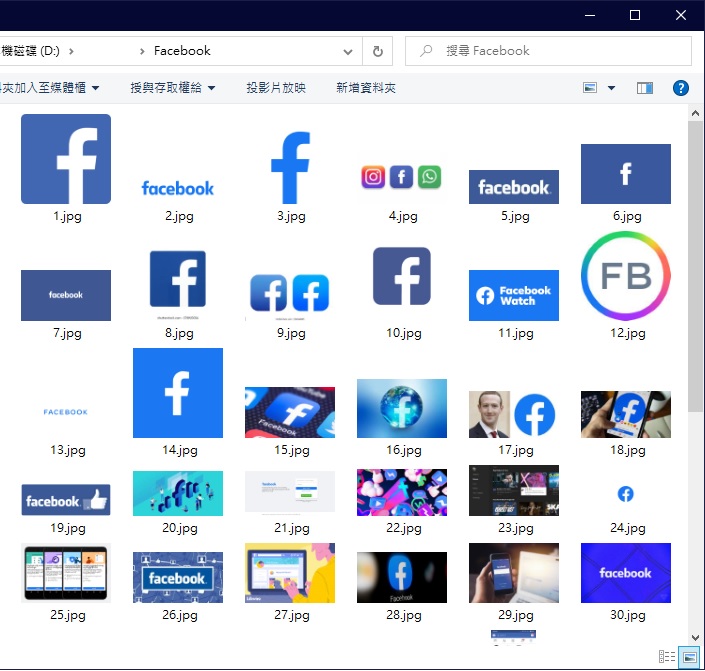 機磁碟 (D:) > > Facebook
搜尋 Facebook
夾加入至媒體櫃 授與存取權給 投影片放映 新增資料夾
facebook
facebook
1.jpg 2.jpg 3.jpg 4.jpg 5.jpg 6.jpg
facebook
Facebook Watch
FB
7.jpg 8.jpg 9.jpg 10.jpg 11.jpg 12.jpg
FACEBOOK
Facebook
13.jpg 14.jpg 15.jpg 16.jpg 17.jpg 18.jpg
facebook
19.jpg 20.jpg 21.jpg 22.jpg 23.jpg 24.jpg
facebook
Facebook
facebook
25.jpg 26.jpg 27.jpg 28.jpg 29.jpg 30.jpg